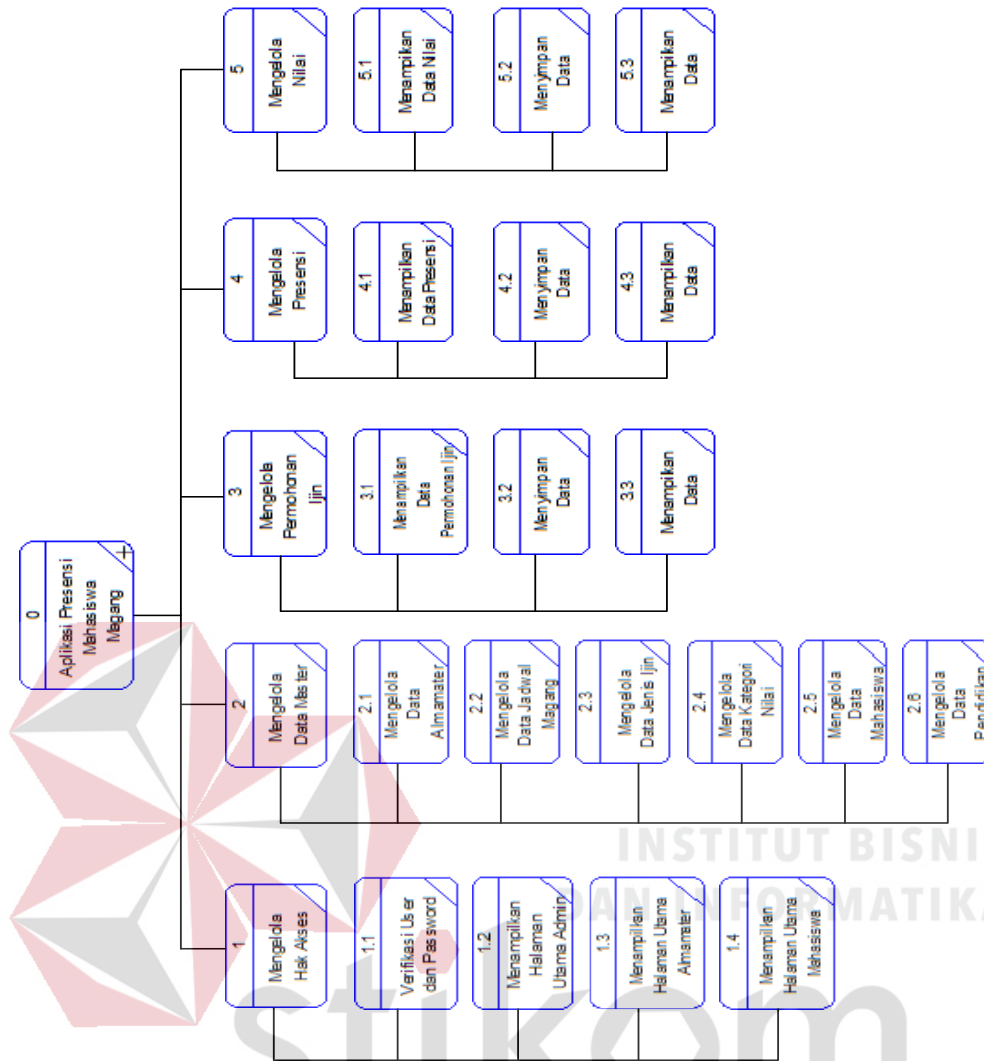 0
Aplikasi Presensi
Mahasiswa
Magang
1
Mengelola
Hak Akses
1.1
Verifikasi User
dan Password
1.2
Menampilkan
Halaman
Utama Admin
1.3
Menampilkan
Halaman Utama
Almamater
1.4
Menampilkan
Halaman Utama
Mahasiswa
2
Mengelola
Data Master
2.1
Mengelola
Data
Almamater
2.2
Mengelola
Data Jadwal
Magang
2.3
Mengelola
Data Jenis Ijin
2.4
Mengelola
Data Kategori
Nilai
2.5
Mengelola
Data
Mahasiswa
2.6
Mengelola
Data
Pendidikan
3
Mengelola
Permohonan
Ijin
3.1
Menampilkan
Data
Permohonan Ijin
3.2
Menyimpan
Data
3.3
Menampilkan
Data
4
Mengelola
Presensi
4.1
Menampilkan
Data Presensi
4.2
Menyimpan
Data
4.3
Menampilkan
Data
5
Mengelola
Nilai
5.1
Menampilkan
Data Nilai
5.2
Menyimpan
Data
5.3
Menampilkan
Data
INSTITUT BISNI
DAN INFORMATIKA
stikom